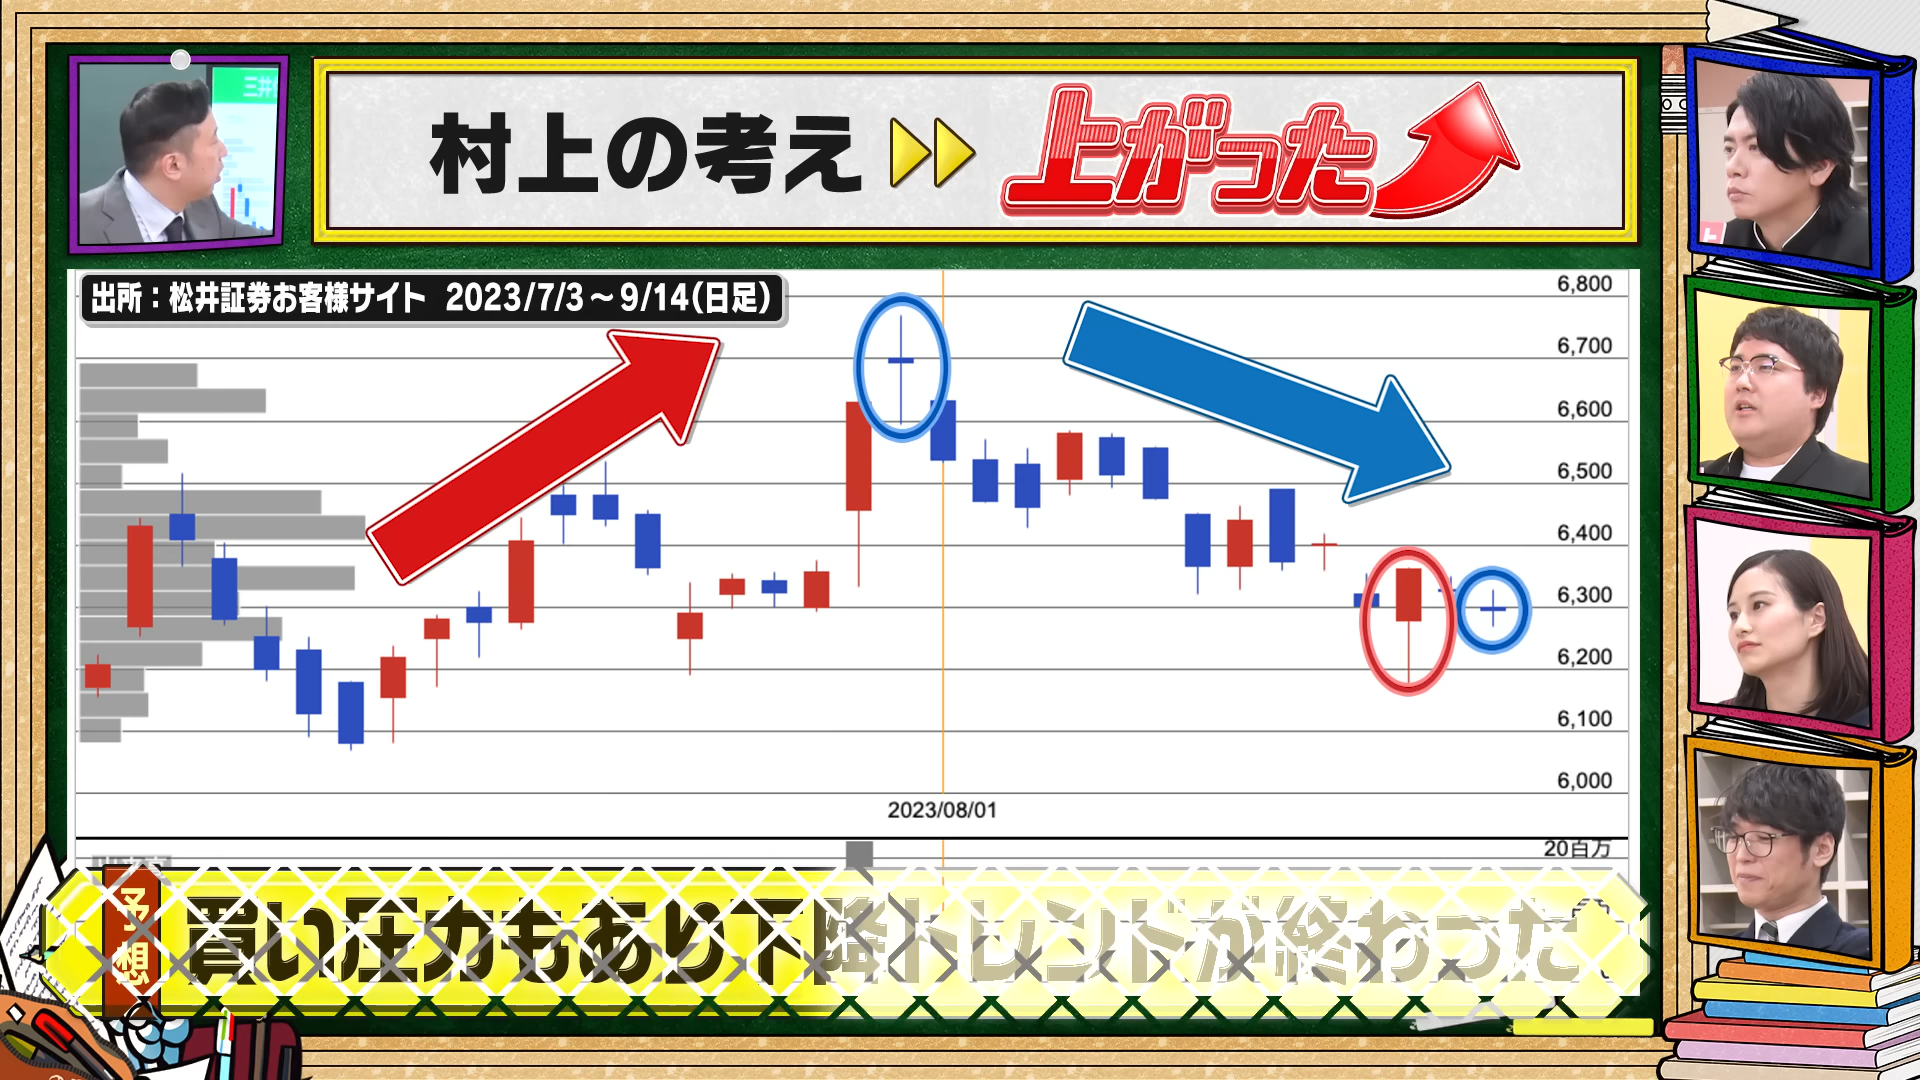 三井
村上の考え
上がった
出所:松井証券お客様サイト 2023/7/3～9/14(日足)
6,800
6,700
6,600
6,500
6,400
6,300
6,200
6,100
6,000
2023/08/01
20百万
予想
買い圧力もあり下降トレンドが終わった